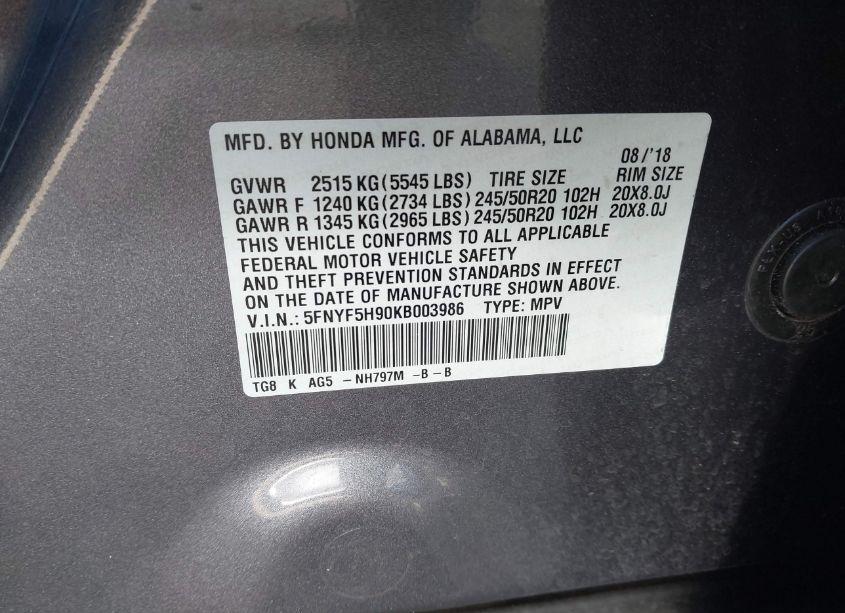 MFD. BY HONDA MFG. OF ALABAMA, LLC
08/'18
GVWR 2515 KG(5545 LBS) TIRE SIZE RIM SIZE
GAWR F 1240 KG(2734 LBS) 245/50R20 102H 20X8.0J
GAWR R 1345 KG(2965 LBS) 245/50R20 102H 20X8.0J
THIS VEHICLE CONFORMS TO ALL APPLICABLE
FEDERAL MOTOR VEHICLE SAFETY
AND THEFT PREVENTION STANDARDS IN EFFECT
ON THE DATE OF MANUFACTURE SHOWN ABOVE.
V.I.N.: 5FNYF5H90KB003986 TYPE: MPV
TG8 K AG5 -NH797M -B-B